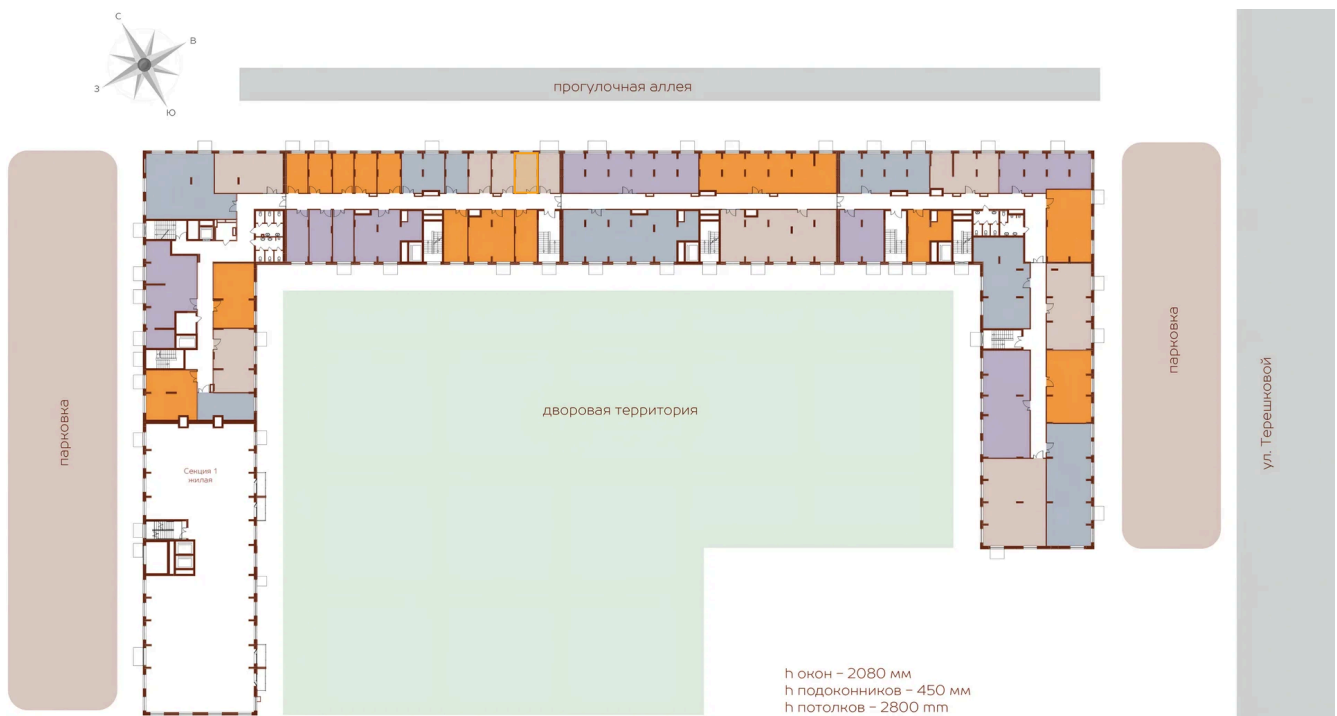 С
В
З
Ю
прогулочная аллея
парковка
дворовая территория
парковка
ул. Терешковой
Секция 1
жилая
h окон – 2080 мм
h подоконников – 450 мм
h потолков – 2800 mm